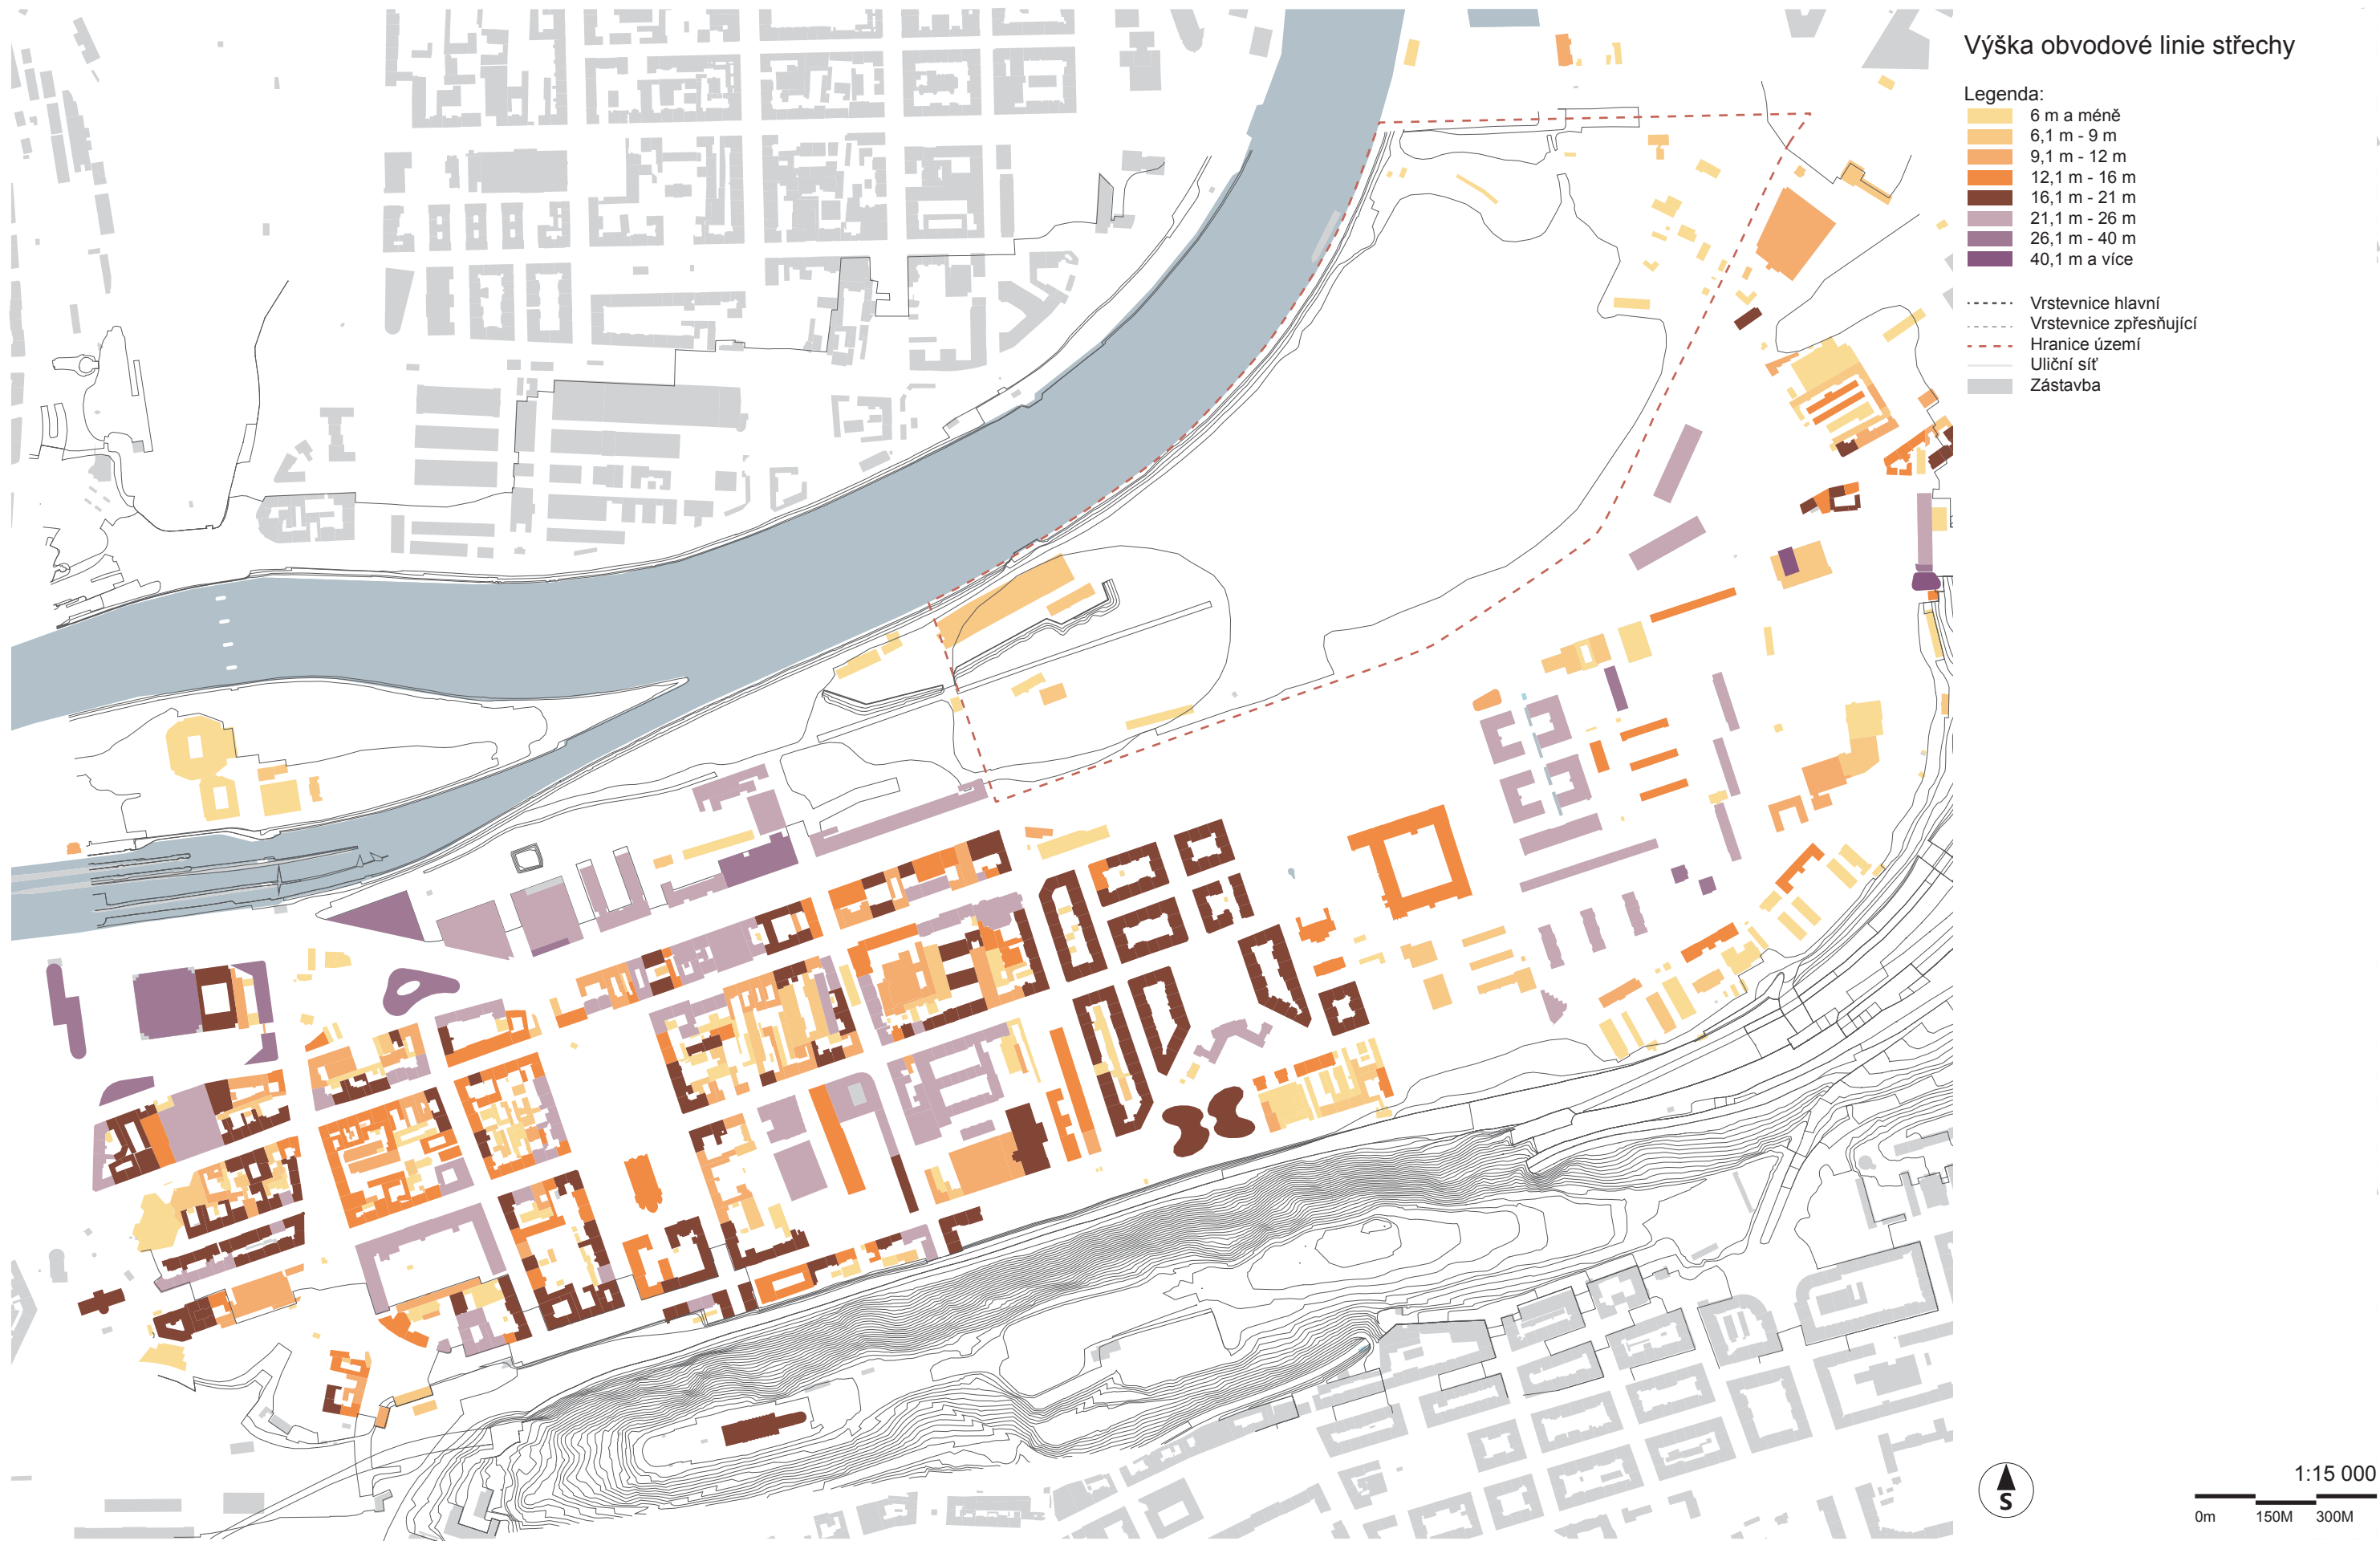 Výška obvodové linie střechy
Legenda:
6 m a méně
6,1 m - 9 m
9,1 m - 12 m
12,1 m - 16 m
16,1 m - 21 m
21,1 m - 26 m
26,1 m - 40 m
40,1 m a více
Vrstevnice hlavní
Vrstevnice zpřesňující
Hranice území
Uliční síť
Zástavba
S
1:15 000
0m 150M 300M